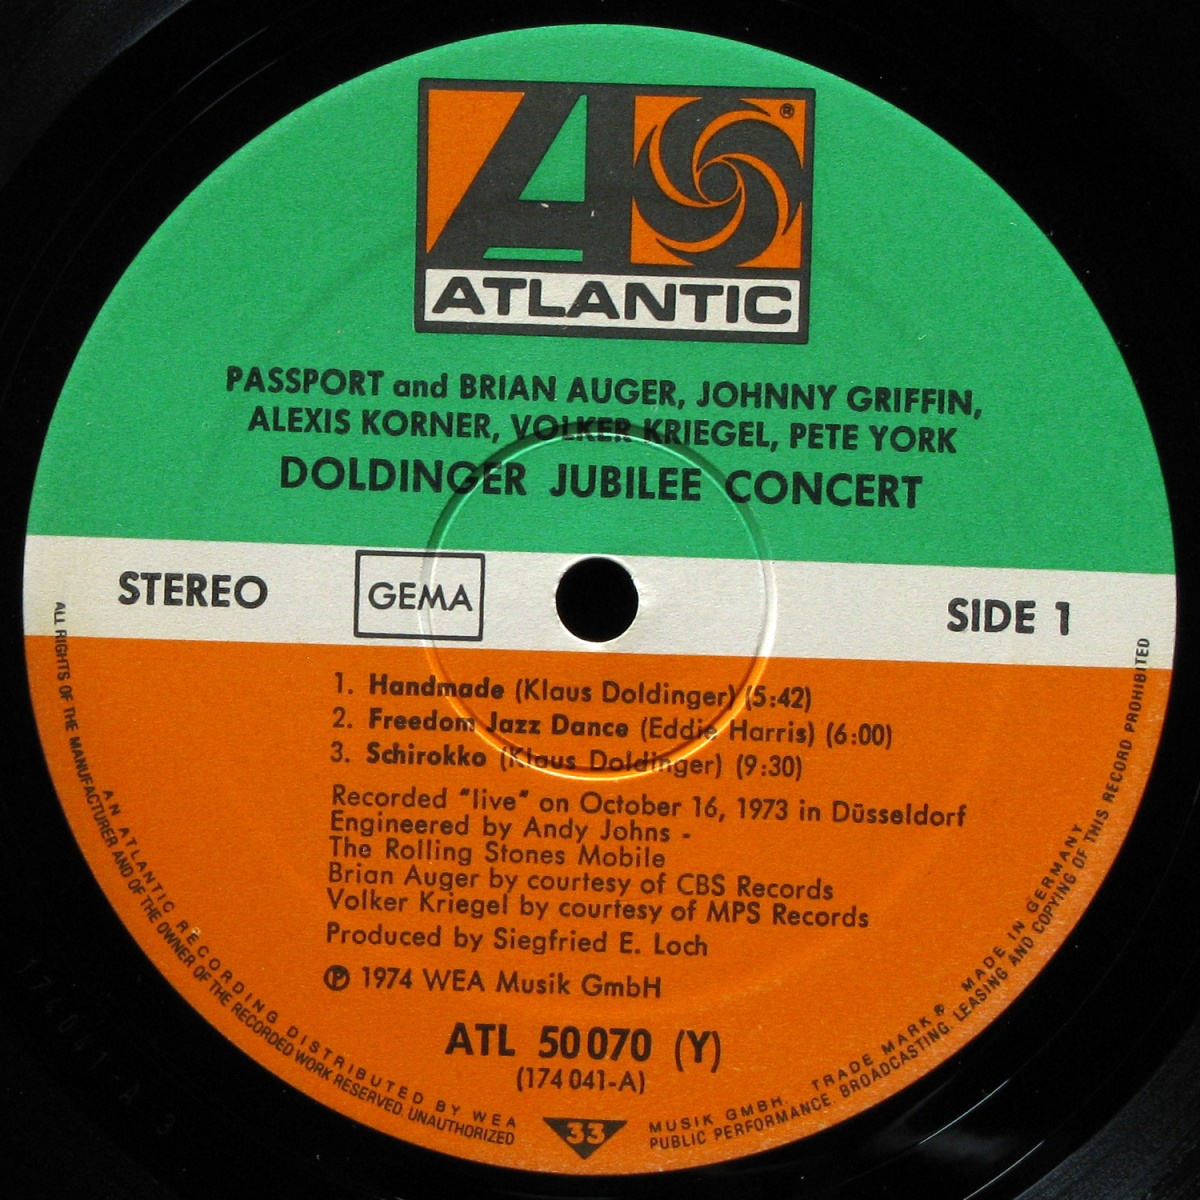 ®
ATLANTIC
PASSPORT and BRIAN AUGER, JOHNNY GRIFFIN,
ALEXIS KORNER, VOLKER KRIEGEL, PETE YORK
DOLDINGER JUBILEE CONCERT
STEREO
GEMA
SIDE 1
1. Handmade (Klaus Doldinger) (5:42)
2. Freedom Jazz Dance (Eddie Harris) (6:00)
3. Schirokko (Klaus Doldinger) (9:30)
Recorded "live" on October 16, 1973 in Düsseldorf
Engineered by Andy Johns -
The Rolling Stones Mobile
Brian Auger by courtesy of CBS Records
Volker Kriegel by courtesy of MPS Records
Produced by Siegfried E. Loch
℗ 1974 WEA Musik GmbH
ATL 50 070 (Y)
(174 041-A)
33
AN ATLANTIC RECORDING DISTRIBUTED BY WEA MUSIK GMBH. TRADE MARK® MADE IN GERMANY
ALL RIGHTS OF THE MANUFACTURER AND OF THE OWNER OF THE RECORDED WORK RESERVED. UNAUTHORIZED PUBLIC PERFORMANCE. BROADCASTING. LEASING AND COPYING OF THIS RECORD PROHIBITED